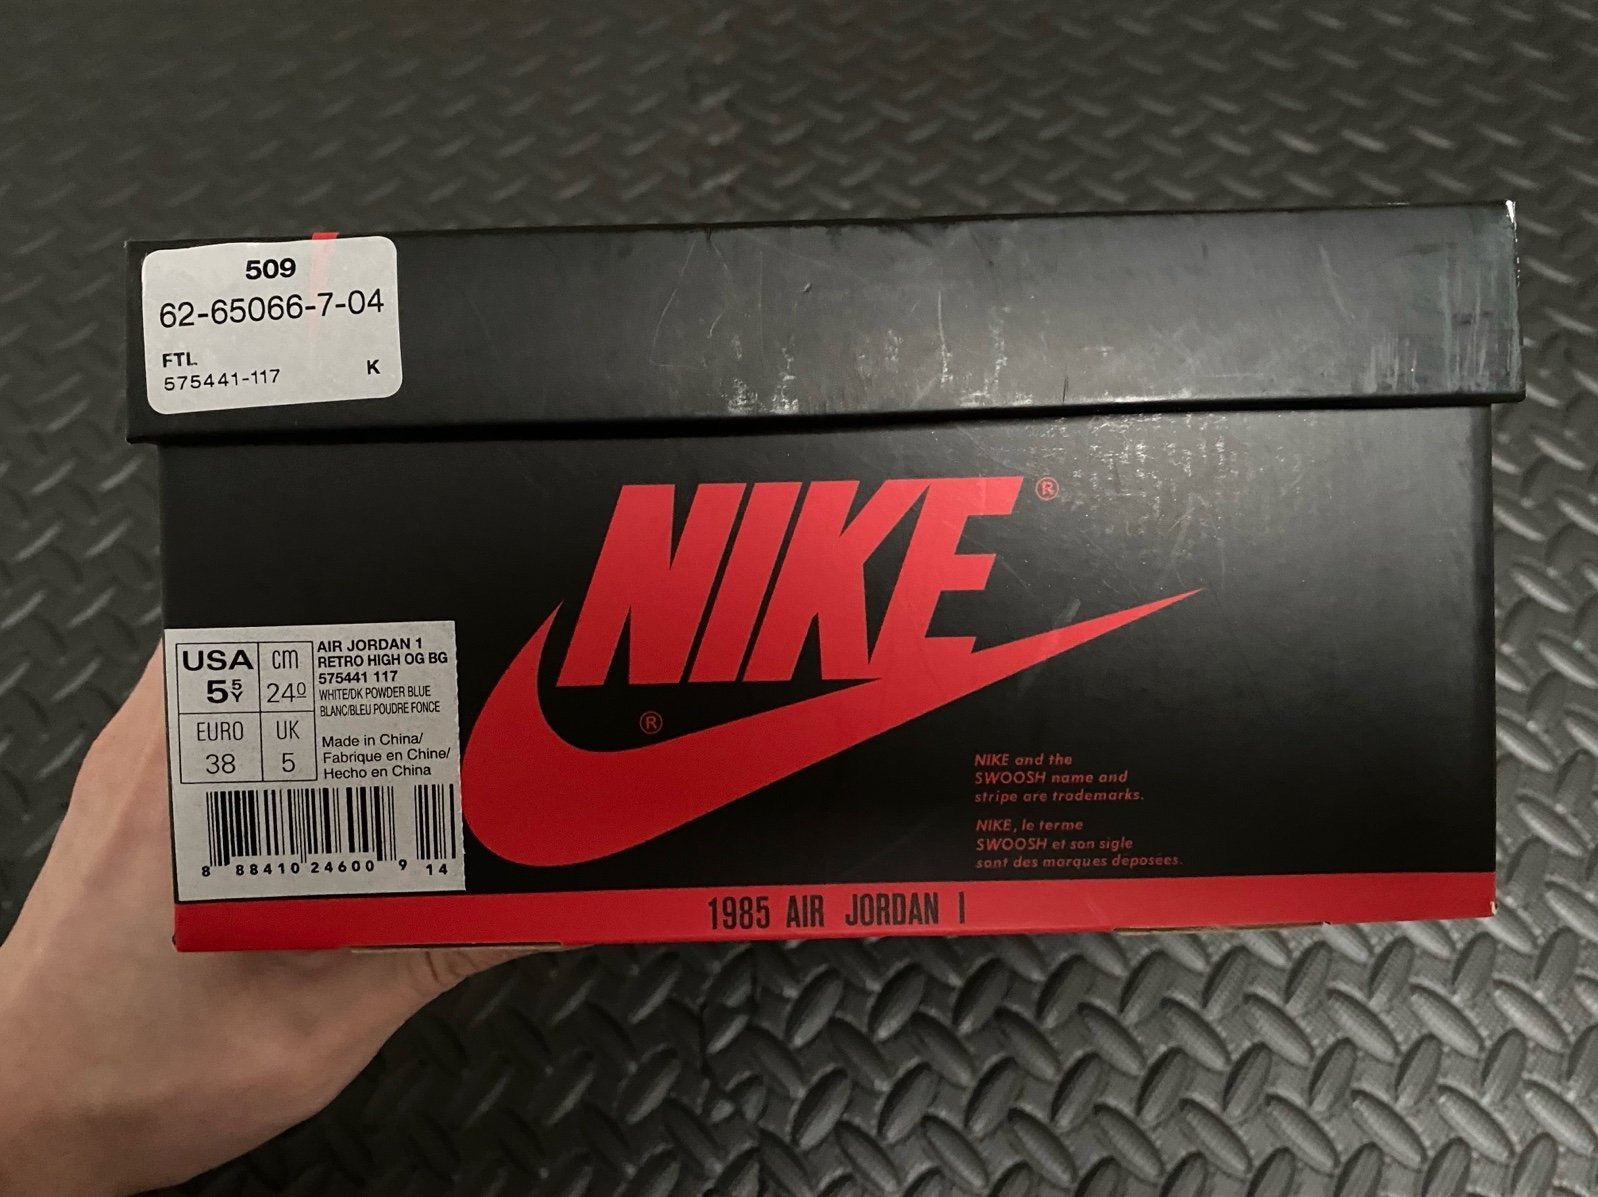 509
62-65066-7-04
FTL
575441-117 K
NIKE ®
®
USA
5 5 Y
cm
24 0
EURO
38
UK
5
AIR JORDAN 1
RETRO HIGH OG BG
575441 117
WHITE/DK POWDER BLUE
BLANC/BLEU POUDRE FONCE
Made in China/
Fabrique en Chine/
Hecho en China
8 88410 24600 9 14
NIKE and the
SWOOSH name and
stripe are trademarks.
NIKE, le terme
SWOOSH et son sigle
sont des marques deposees.
1985 AIR JORDAN I